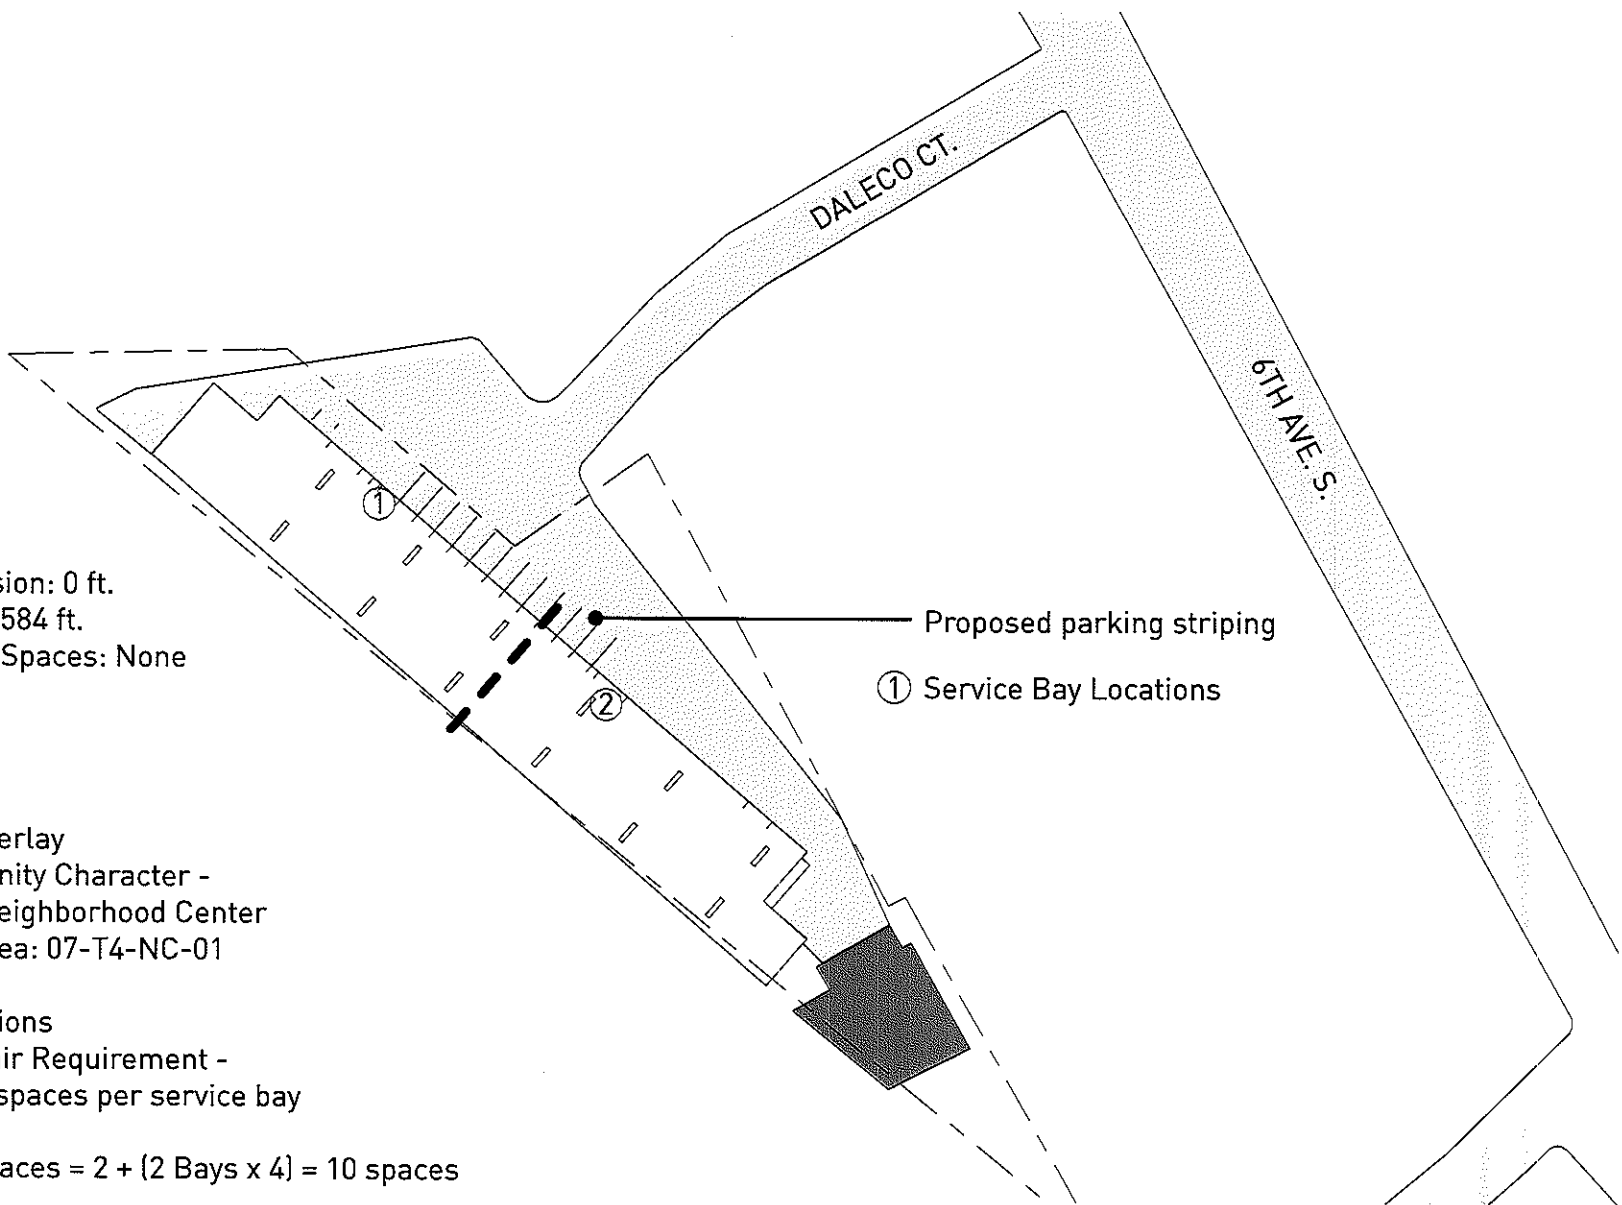 DALECO CT.
6TH AVE. S.
①
sion: 0 ft.
584 ft.
Spaces: None
Proposed parking striping
① Service Bay Locations
②
erlay
nity Character -
eighborhood Center
ea: 07-T4-NC-01
ions
ir Requirement -
spaces per service bay
aces = 2 + (2 Bays x 4) = 10 spaces